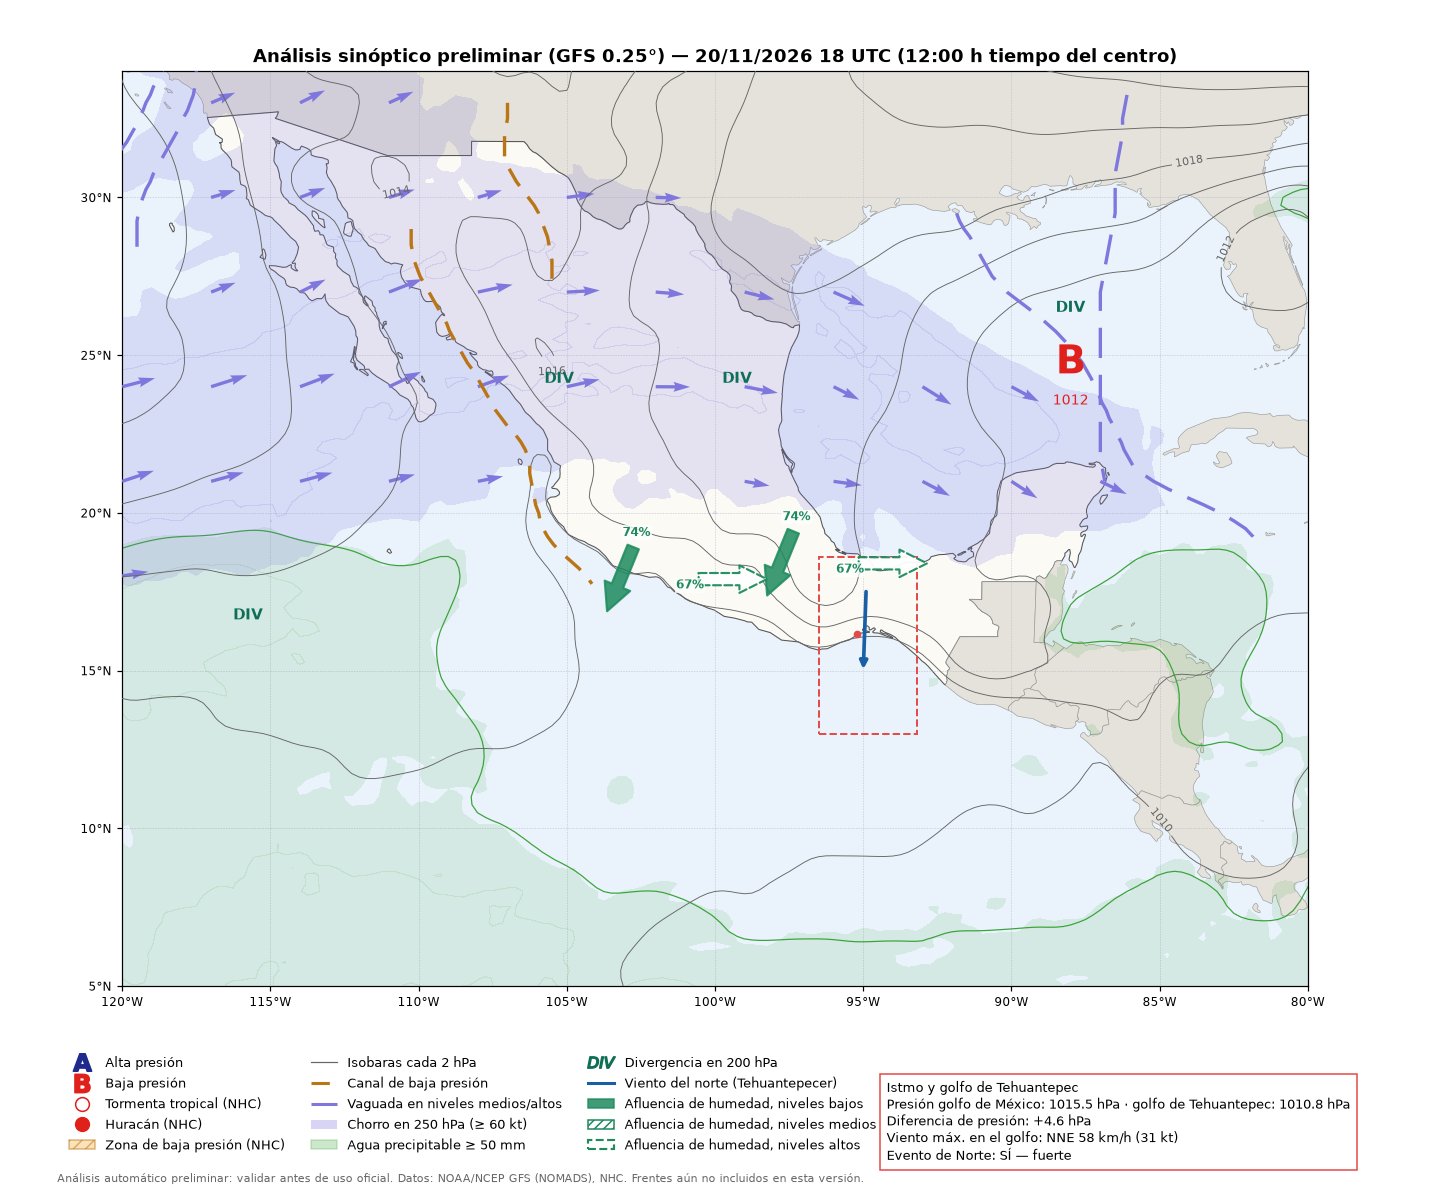 Análisis sinóptico preliminar (GFS 0.25°) — 20/11/2026 18 UTC (12:00 h tiempo del centro)
1018
30°N
1014
1012
DIV
25°N
B
1016
DIV
DIV
1012
20°N
74%
74%
67%
67%
DIV
15°N
10°N
1010
5°N
120°W
115°W
110°W
105°W
100°W
95°W
90°W
85°W
80°W
A Alta presión
B Baja presión
Tormenta tropical (NHC)
Huracán (NHC)
Zona de baja presión (NHC)
Isobaras cada 2 hPa
Canal de baja presión
Vaguada en niveles medios/altos
Chorro en 250 hPa (≥ 60 kt)
Agua precipitable ≥ 50 mm
DIV Divergencia en 200 hPa
Viento del norte (Tehuantepecer)
Afluencia de humedad, niveles bajos
Afluencia de humedad, niveles medios
Afluencia de humedad, niveles altos
Istmo y golfo de Tehuantepec
Presión golfo de México: 1015.5 hPa · golfo de Tehuantepec: 1010.8 hPa
Diferencia de presión: +4.6 hPa
Viento máx. en el golfo: NNE 58 km/h (31 kt)
Evento de Norte: SÍ — fuerte
Análisis automático preliminar: validar antes de uso oficial. Datos: NOAA/NCEP GFS (NOMADS), NHC. Frentes aún no incluidos en esta versión.